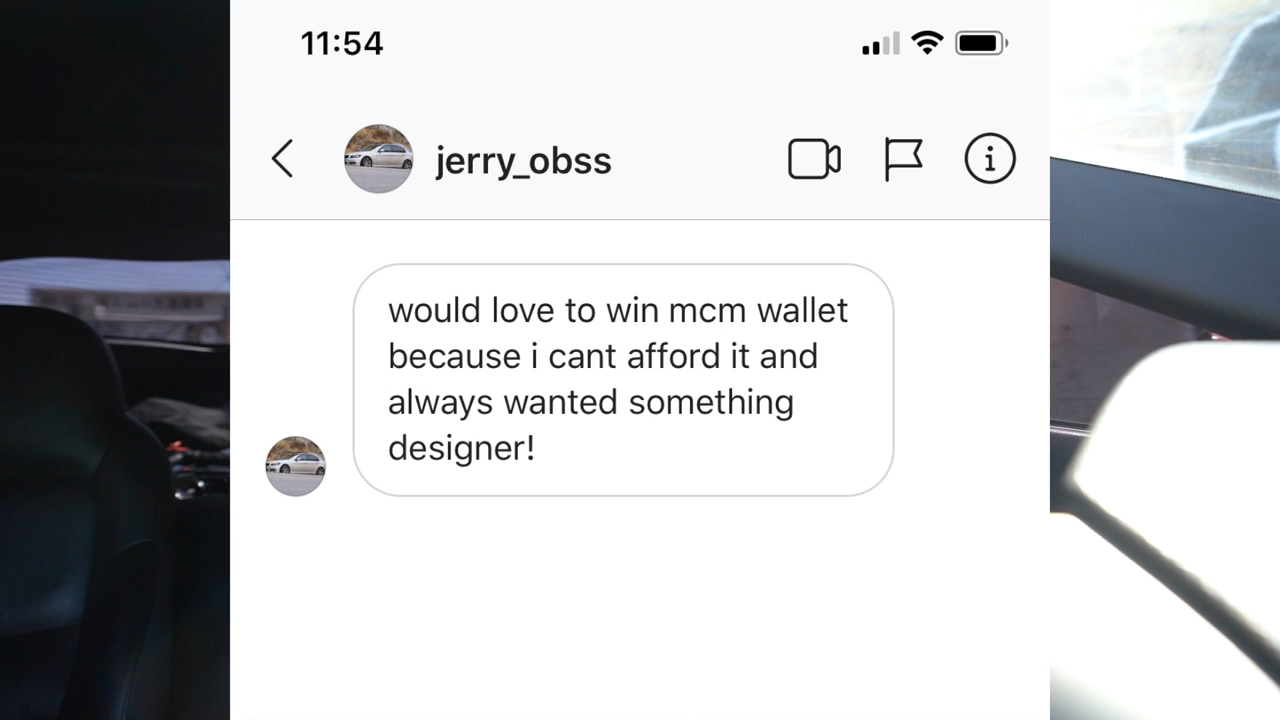 11:54
jerry_obss
would love to win mcm wallet
because i cant afford it and
always wanted something
designer!